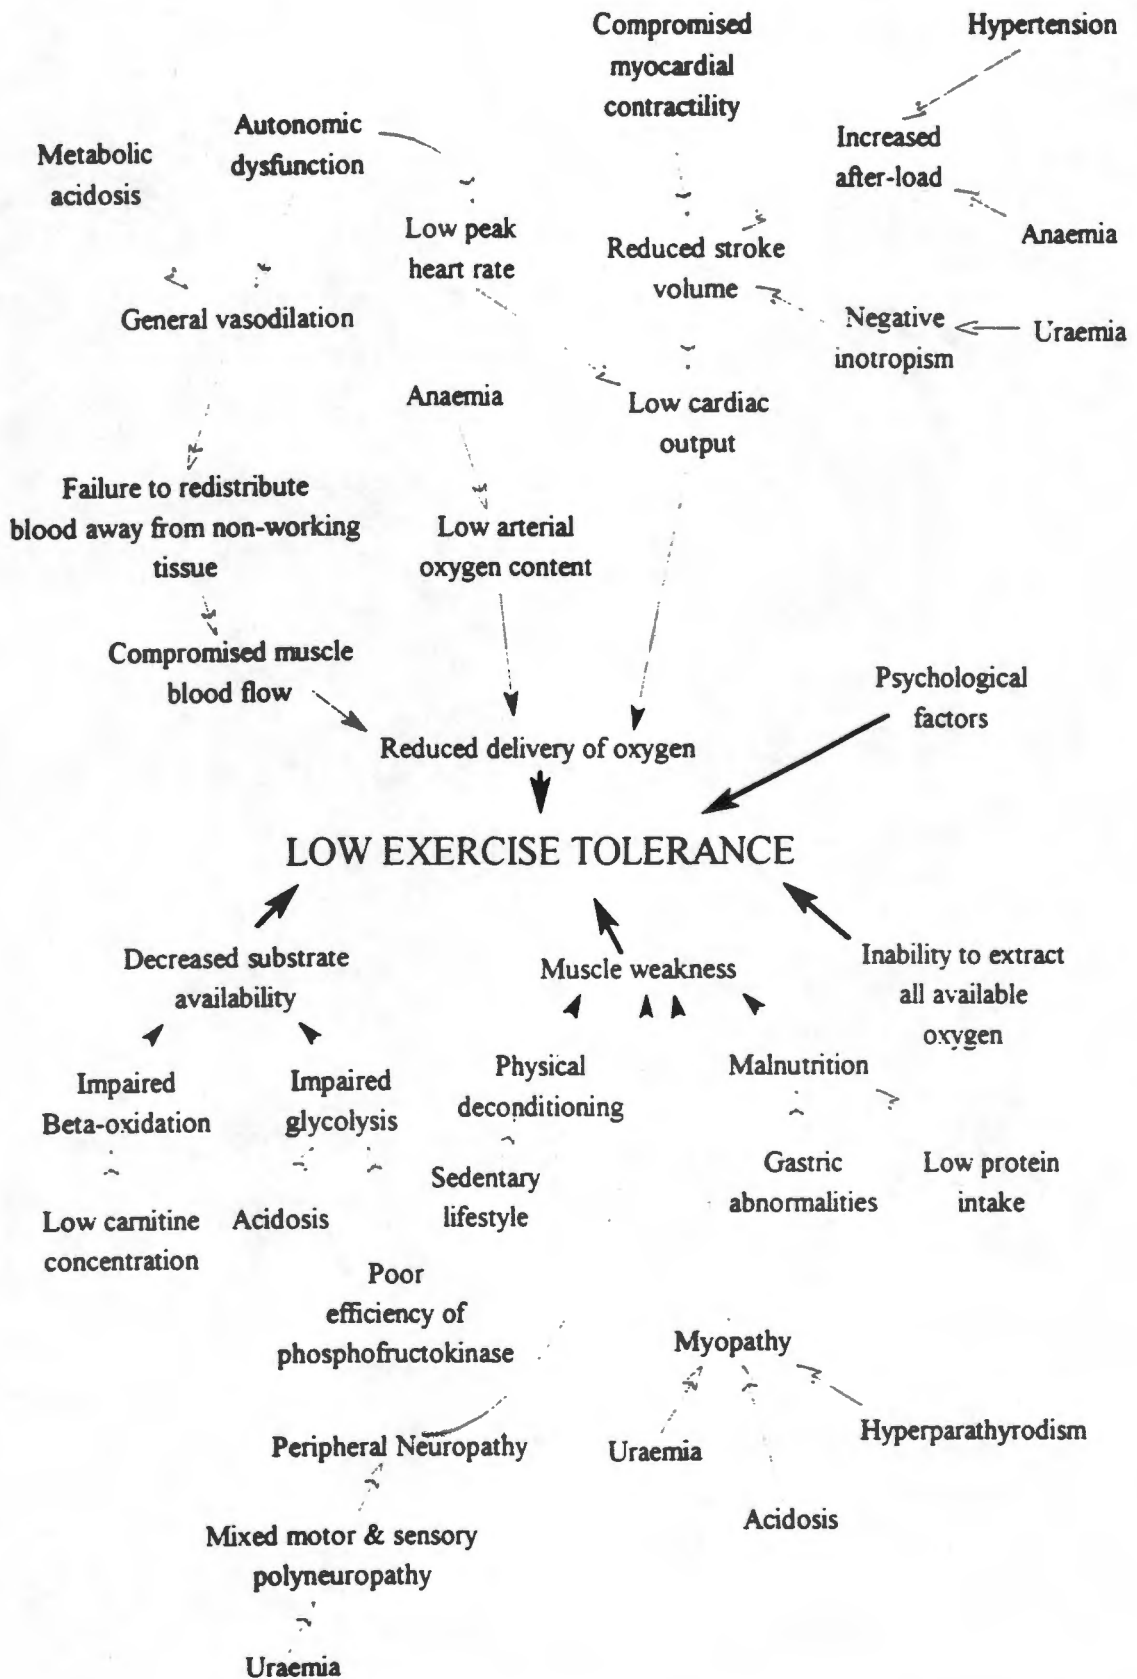 Compromised
myocardial
contractility
Hypertension
Autonomic
dysfunction
Metabolic
acidosis
Increased
after-load
Low peak
heart rate
Reduced stroke
volume
Anaemia
General vasodilation
Negative
inotropism
Uraemia
Anaemia
Low cardiac
output
Failure to redistribute
blood away from non-working
tissue
Low arterial
oxygen content
Compromised muscle
blood flow
Psychological
factors
Reduced delivery of oxygen
LOW EXERCISE TOLERANCE
Decreased substrate
availability
Muscle weakness
Inability to extract
all available
oxygen
Impaired
Beta-oxidation
Impaired
glycolysis
Physical
deconditioning
Malnutrition
Low carnitine
concentration
Acidosis
Sedentary
lifestyle
Gastric
abnormalities
Low protein
intake
Poor
efficiency of
phosphofructokinase
Myopathy
Peripheral Neuropathy
Uraemia
Hyperparathyrodism
Acidosis
Mixed motor & sensory
polyneuropathy
Uraemia